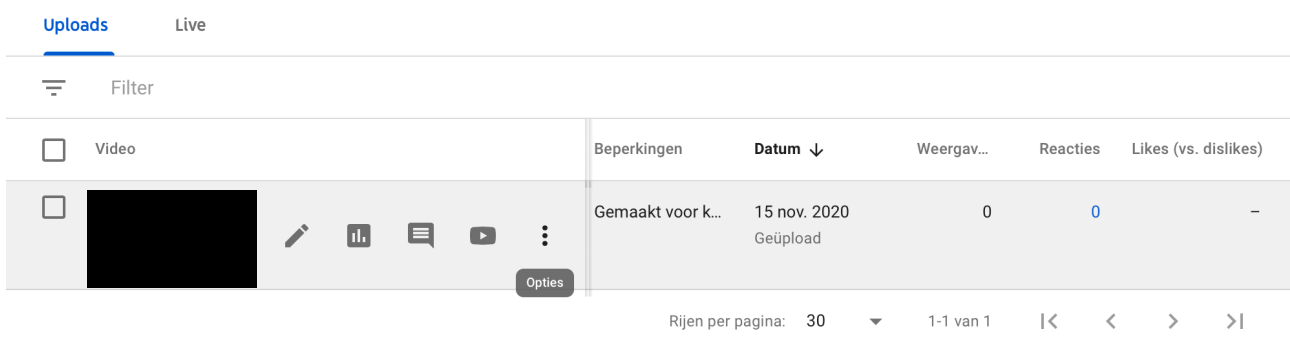 Uploads Live
Filter
Video Beperkingen Datum Weergav... Reacties Likes (vs. dislikes)
Gemaakt voor k... 15 nov. 2020 0 0 –
Geüpload
Opties
Rijen per pagina: 30 1-1 van 1